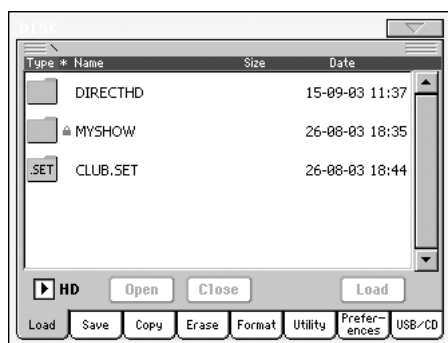 DISK
Type * Name Size Date
DIRECTHD 15-09-03 11:37
MYSHOW 26-08-03 18:35
.SET CLUB.SET 26-08-03 18:44
HD Open Close Load
Load Save Copy Erase Format Utility Prefer-ences USB/CD